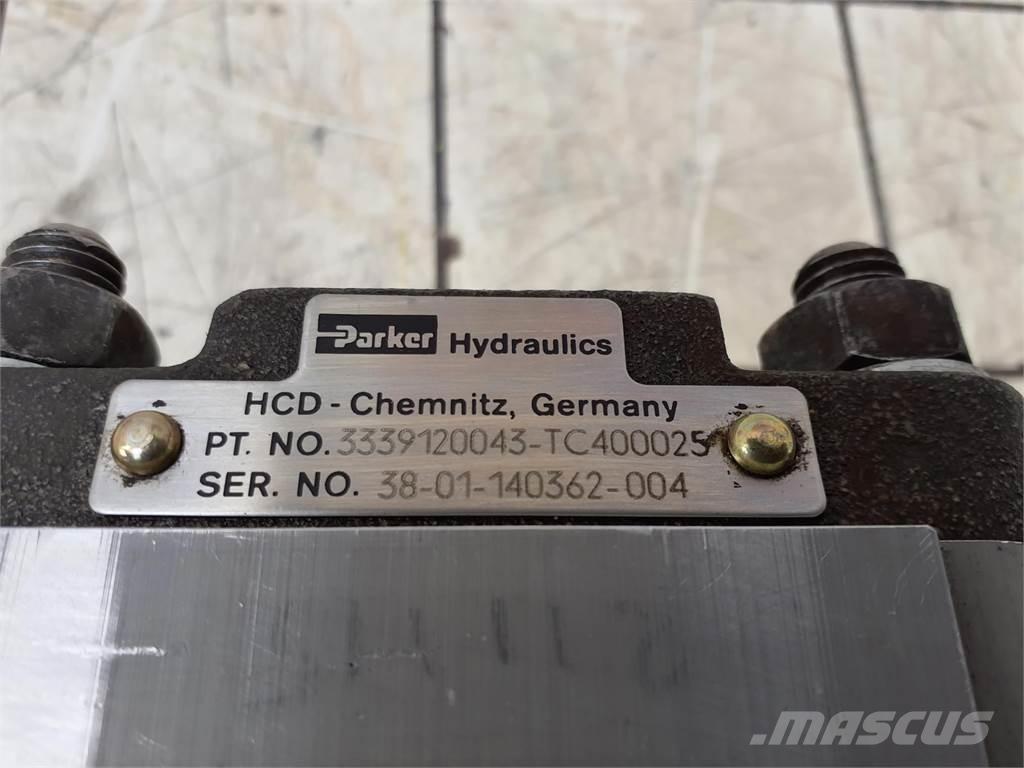 Parker Hydraulics
HCD - Chemnitz, Germany
PT. NO. 3339120043-TC400025
SER. NO. 38-01-140362-004
MASCUS